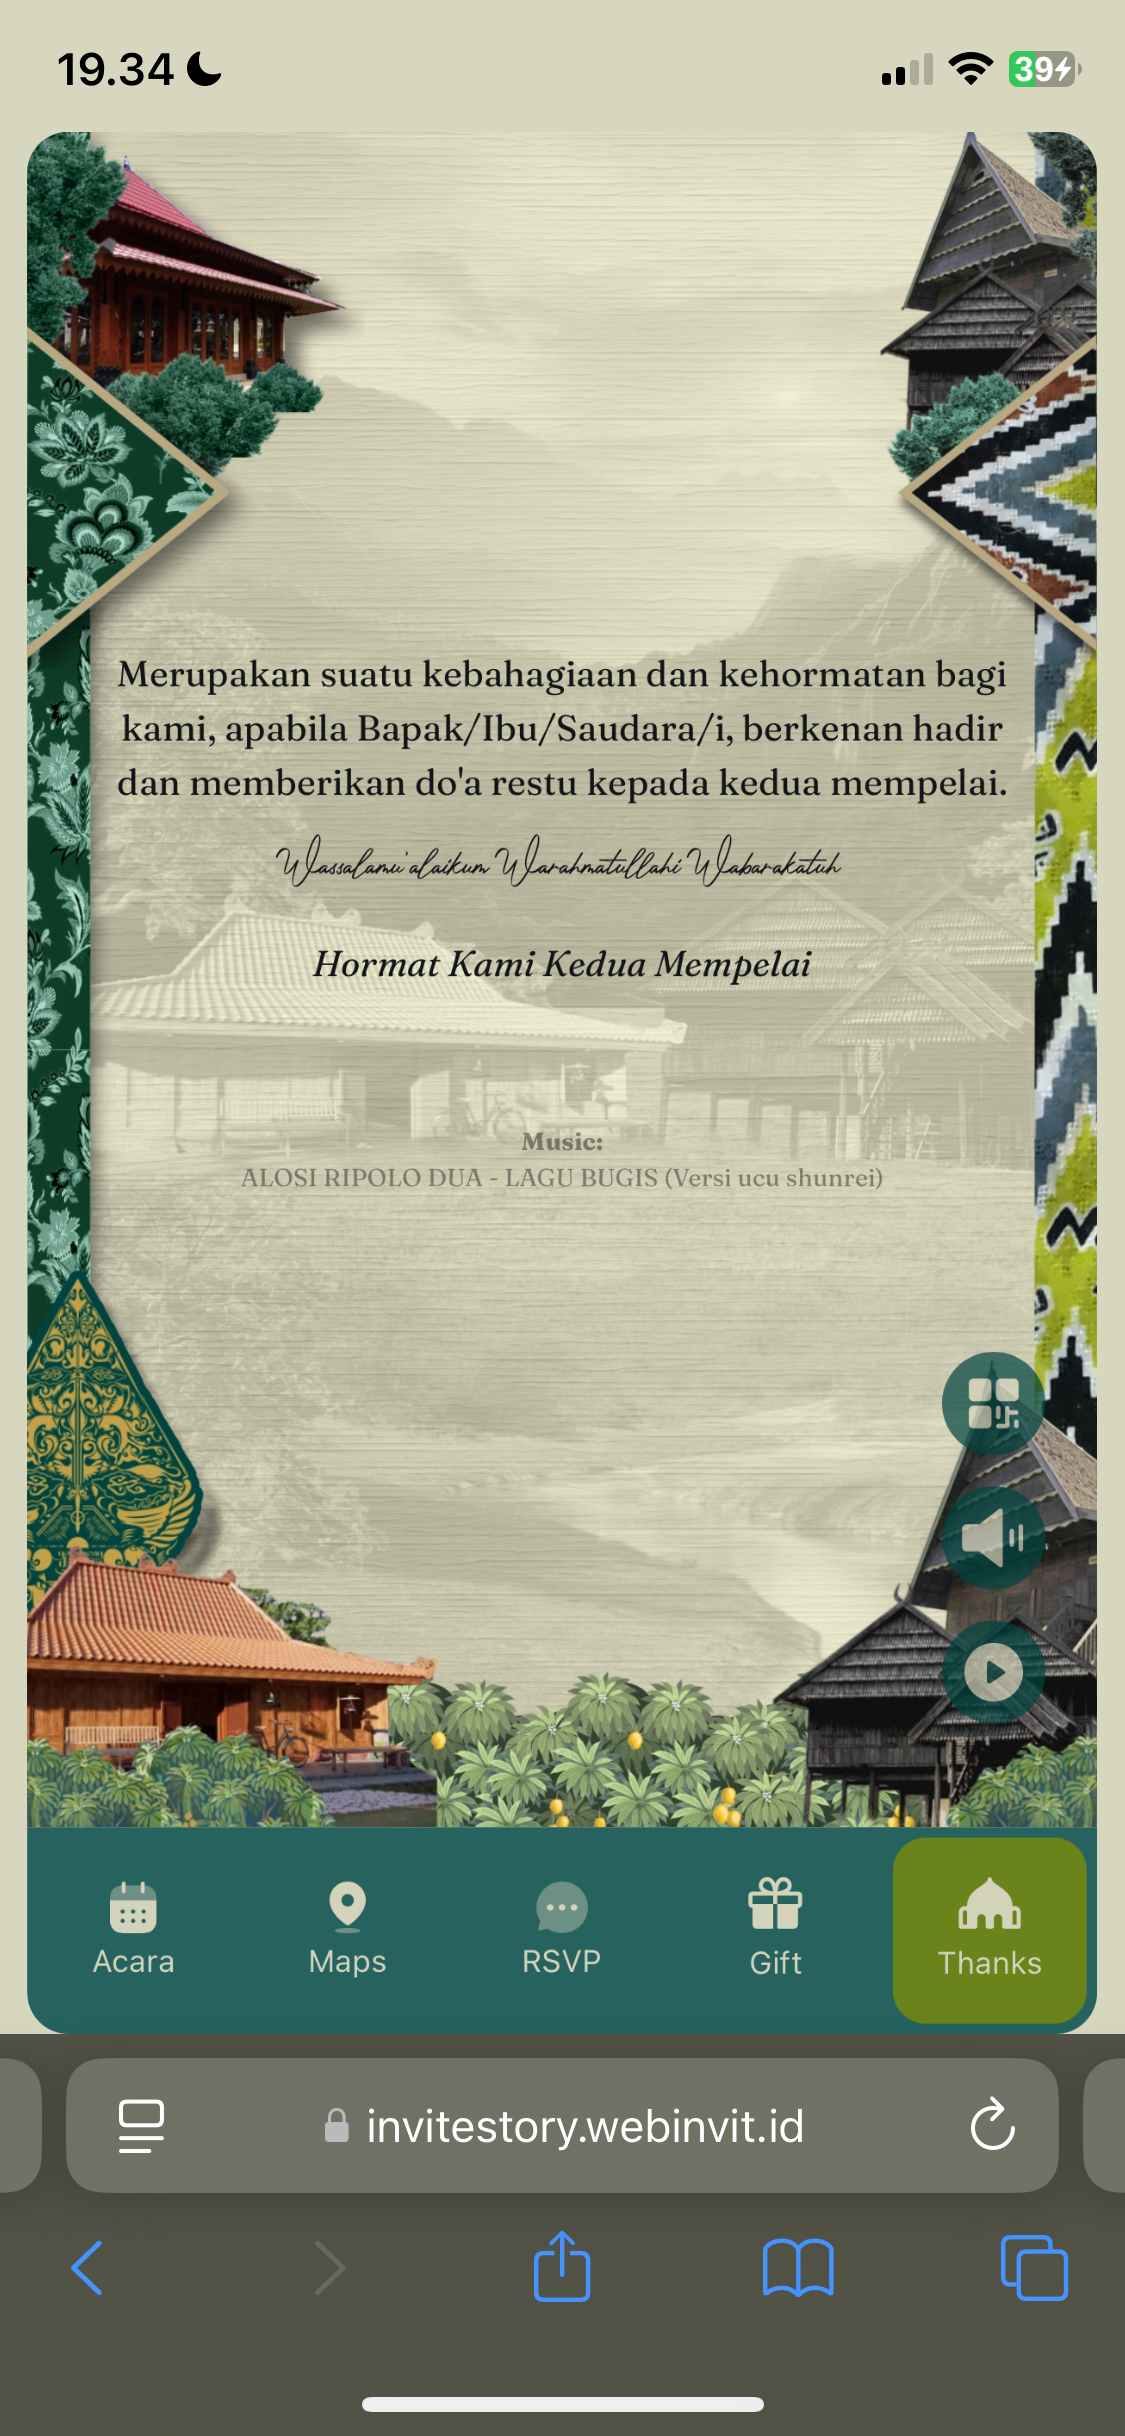 19.34
39
Merupakan suatu kebahagiaan dan kehormatan bagi
kami, apabila Bapak/Ibu/Saudara/i, berkenan hadir
dan memberikan do'a restu kepada kedua mempelai.
Wassalamu'alaikum Warahmatullahi Wabarakatuh
Hormat Kami Kedua Mempelai
Music:
ALOSI RIPOLO DUA - LAGU BUGIS (Versi ucu shunrei)
Acara
Maps
RSVP
Gift
Thanks
invitestory.webinvit.id